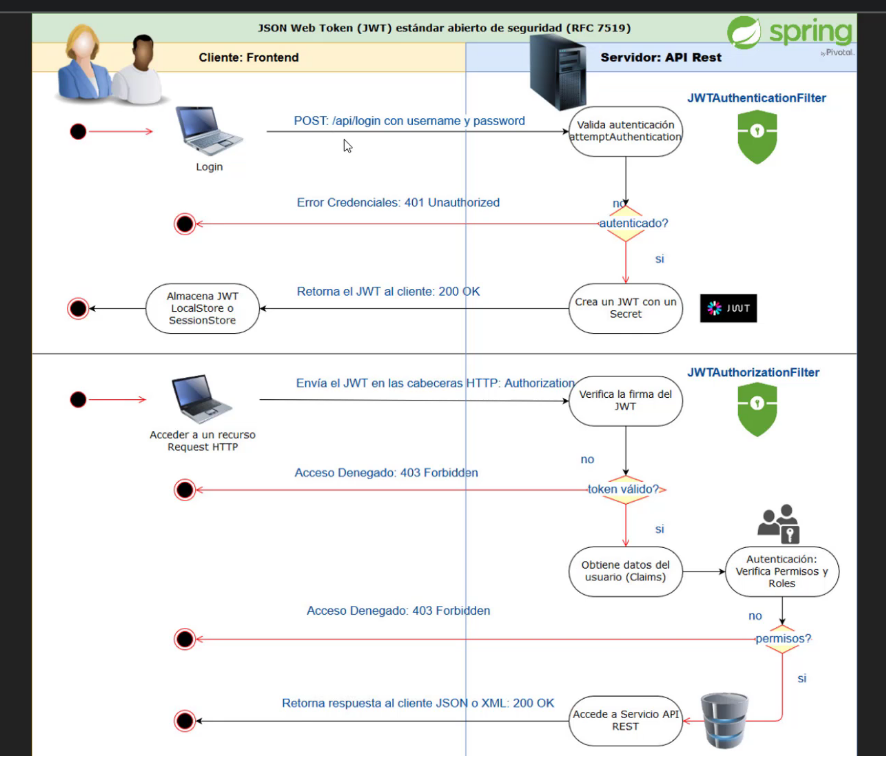 JSON Web Token (JWT) estándar abierto de seguridad (RFC 7519)
spring
by Pivotal.
Cliente: Frontend
Servidor: API Rest
JWTAuthenticationFilter
POST: /api/login con username y password
Valida autenticación
attemptAuthentication
Login
Error Credenciales: 401 Unauthorized
no
autenticado?
si
Retorna el JWT al cliente: 200 OK
Almacena JWT
LocalStore o
SessionStore
Crea un JWT con un
Secret
JWT
JWTAuthorizationFilter
Envía el JWT en las cabeceras HTTP: Authorization
Verifica la firma del
JWT
Acceder a un recurso
Request HTTP
no
Acceso Denegado: 403 Forbidden
token válido?
si
Obtiene datos del
usuario (Claims)
Autenticación:
Verifica Permisos y
Roles
Acceso Denegado: 403 Forbidden
no
permisos?
si
Retorna respuesta al cliente JSON o XML: 200 OK
Accede a Servicio API
REST